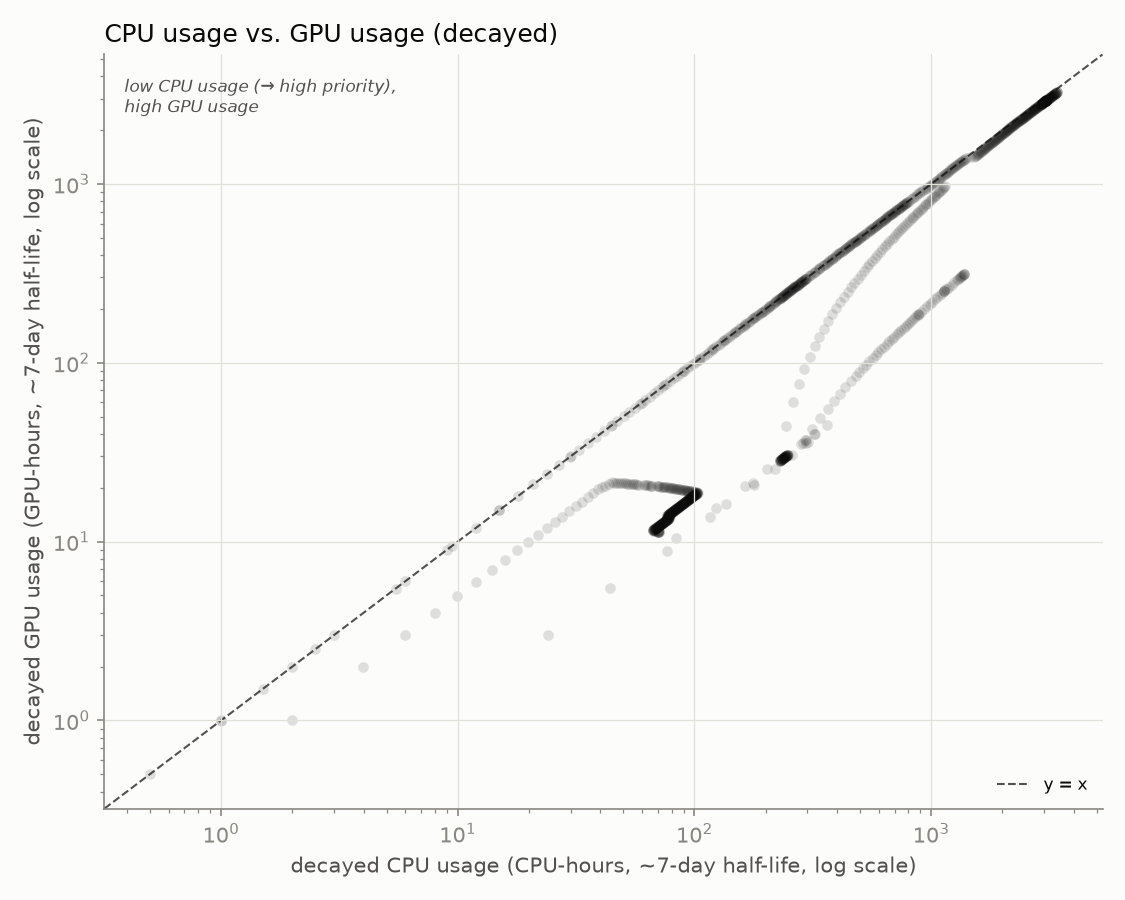 CPU usage vs. GPU usage (decayed)
low CPU usage (→ high priority),
high GPU usage
decayed GPU usage (GPU-hours, ~7-day half-life, log scale)
10³
10²
10¹
10⁰
y = x
10⁰ 10¹ 10² 10³
decayed CPU usage (CPU-hours, ~7-day half-life, log scale)